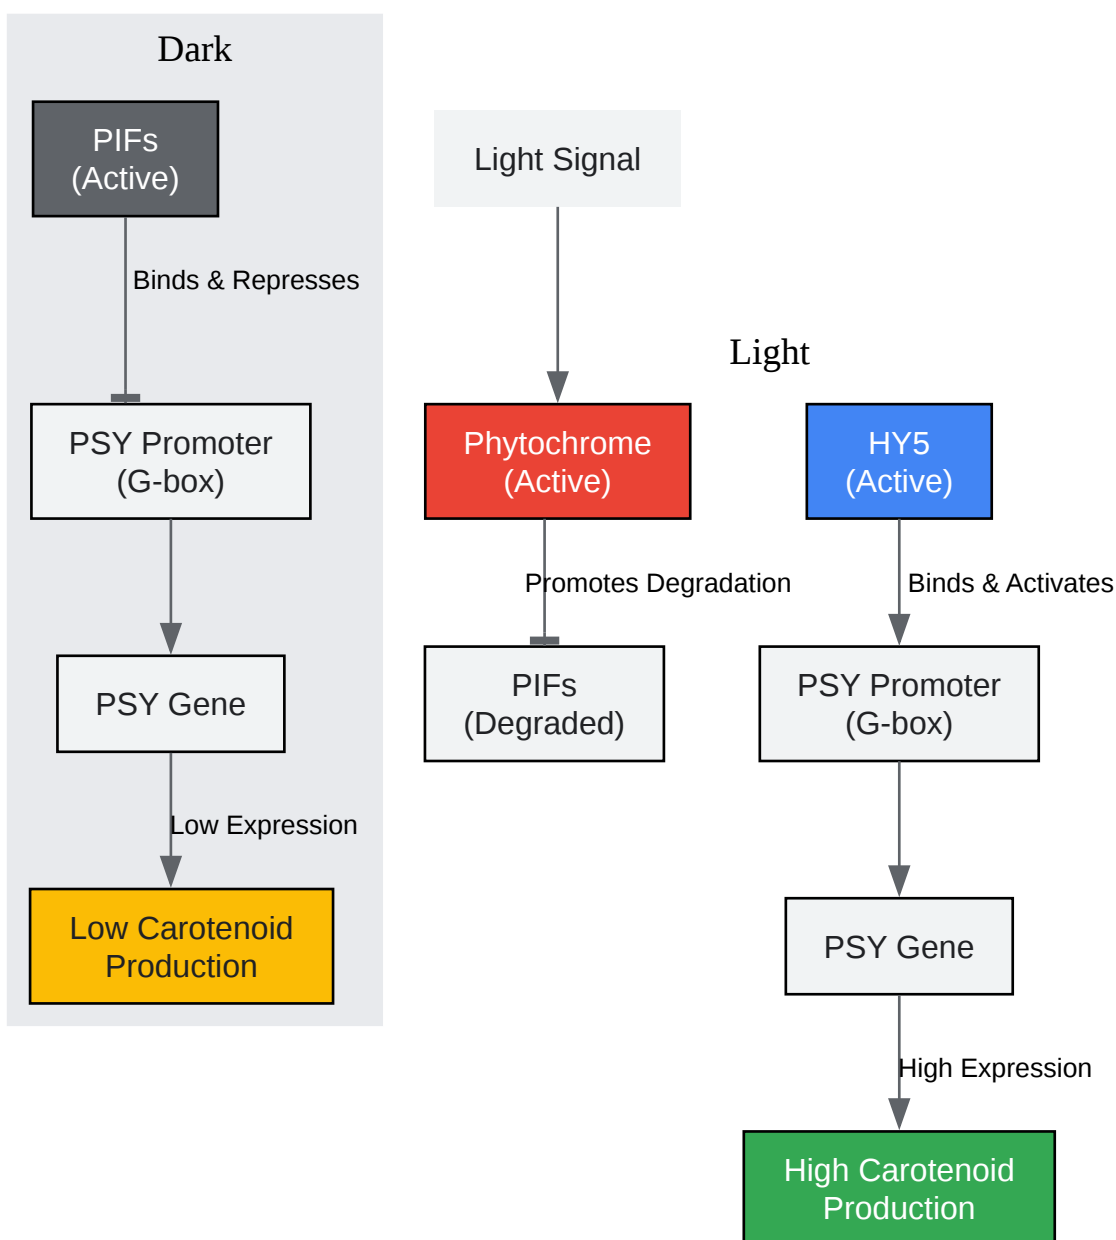 Dark
PIFs
(Active)
Binds & Represses
PSY Promoter
(G-box)
PSY Gene
Low Expression
Low Carotenoid
Production
Light Signal
Light
Phytochrome
(Active)
Promotes Degradation
PIFs
(Degraded)
HY5
(Active)
Binds & Activates
PSY Promoter
(G-box)
PSY Gene
High Expression
High Carotenoid
Production